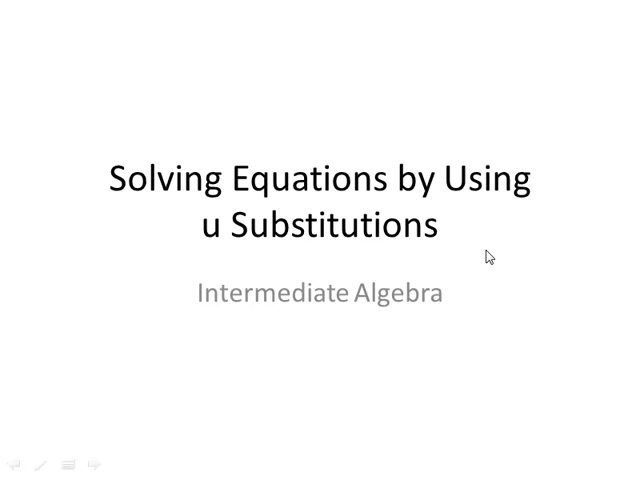 Solving Equations by Using
u Substitutions
Intermediate Algebra